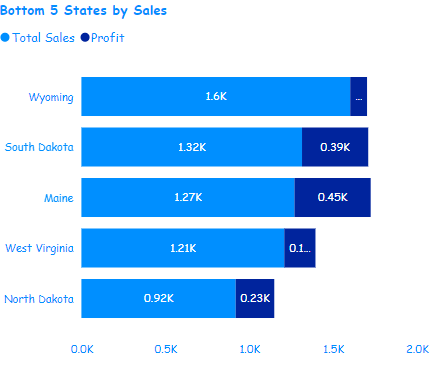 Bottom 5 States by Sales
Total Sales Profit
Wyoming 1.6K ...
South Dakota 1.32K 0.39K
Maine 1.27K 0.45K
West Virginia 1.21K 0.1...
North Dakota 0.92K 0.23K
0.0K 0.5K 1.0K 1.5K 2.0K